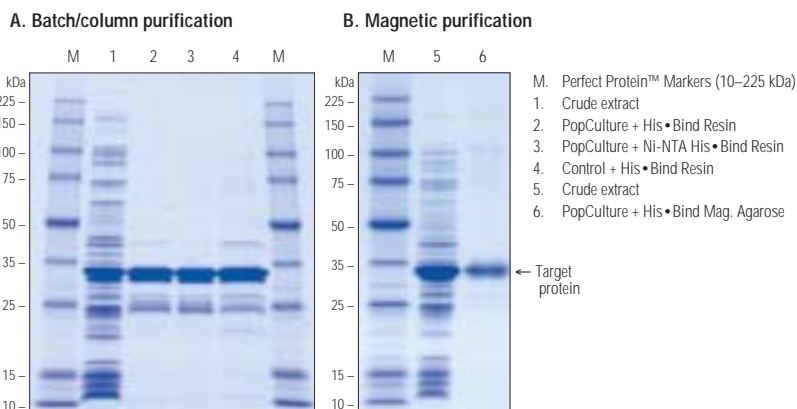 A. Batch/column purification
M 1 2 3 4 M
kDa
225 –
150 –
100 –
75 –
50 –
35 –
25 –
15 –
10 –
B. Magnetic purification
M 5 6
kDa
225 –
150 –
100 –
75 –
50 –
35 –
25 –
15 –
10 –
← Target
protein
M. Perfect Protein™ Markers (10–225 kDa)
1. Crude extract
2. PopCulture + His•Bind Resin
3. PopCulture + Ni-NTA His•Bind Resin
4. Control + His•Bind Resin
5. Crude extract
6. PopCulture + His•Bind Mag. Agarose